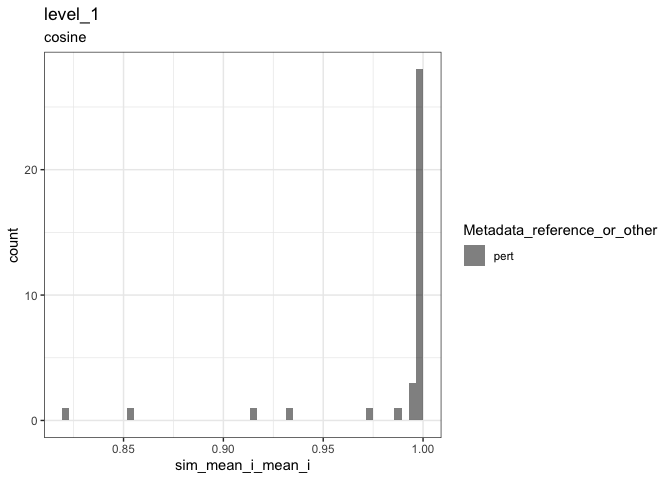 level_1
cosine
20
10
0
count
0.85
0.90
0.95
1.00
sim_mean_i_mean_i
Metadata_reference_or_other
pert